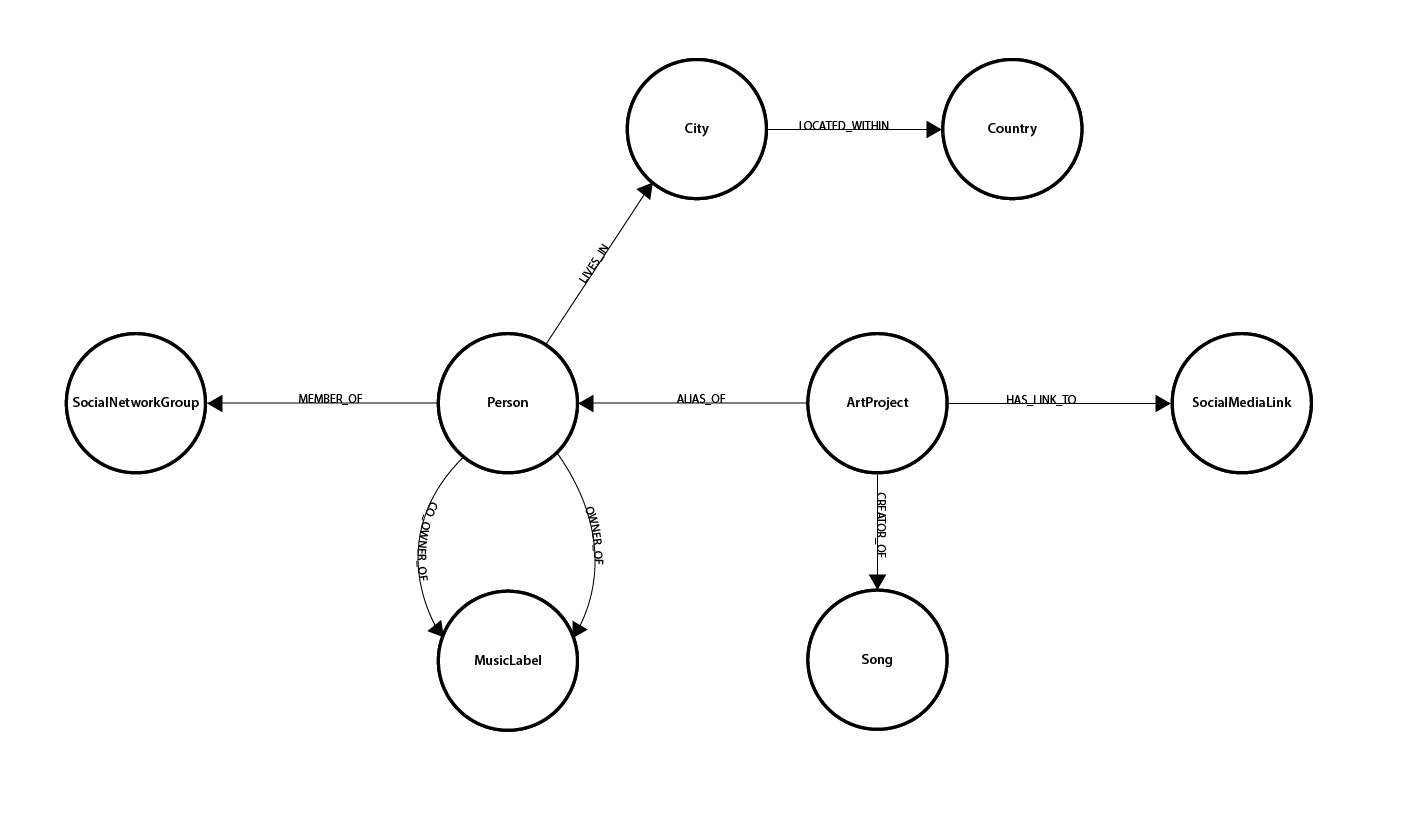 City
LOCATED_WITHIN
Country
LIVES_IN
SocialNetworkGroup
MEMBER_OF
Person
ALIAS_OF
ArtProject
HAS_LINK_TO
SocialMediaLink
CO_OWNER_OF
OWNER_OF
CREATOR_OF
MusicLabel
Song